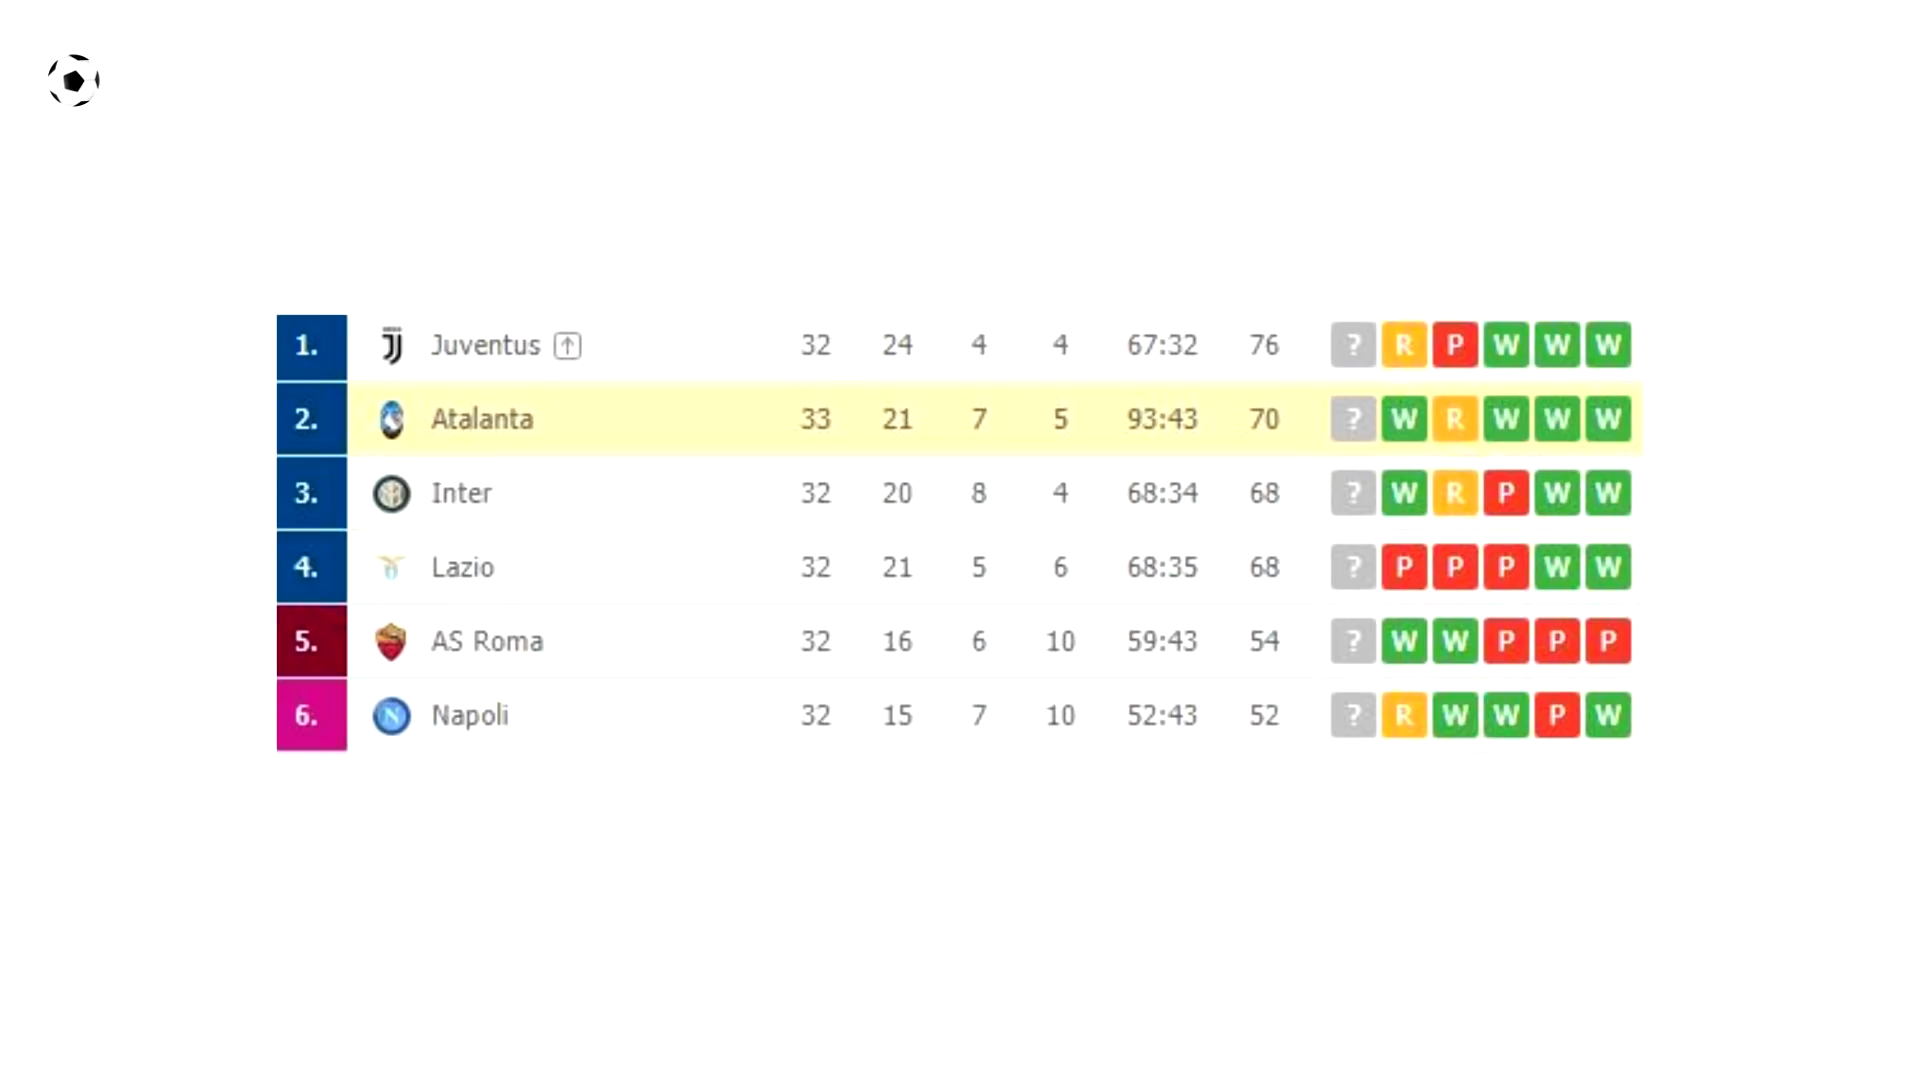 1. Juventus 32 24 4 4 67:32 76 ? R P W W W
2. Atalanta 33 21 7 5 93:43 70 ? W R W W W
3. Inter 32 20 8 4 68:34 68 ? W R P W W
4. Lazio 32 21 5 6 68:35 68 ? P P P W W
5. AS Roma 32 16 6 10 59:43 54 ? W W P P P
6. Napoli 32 15 7 10 52:43 52 ? R W W P W